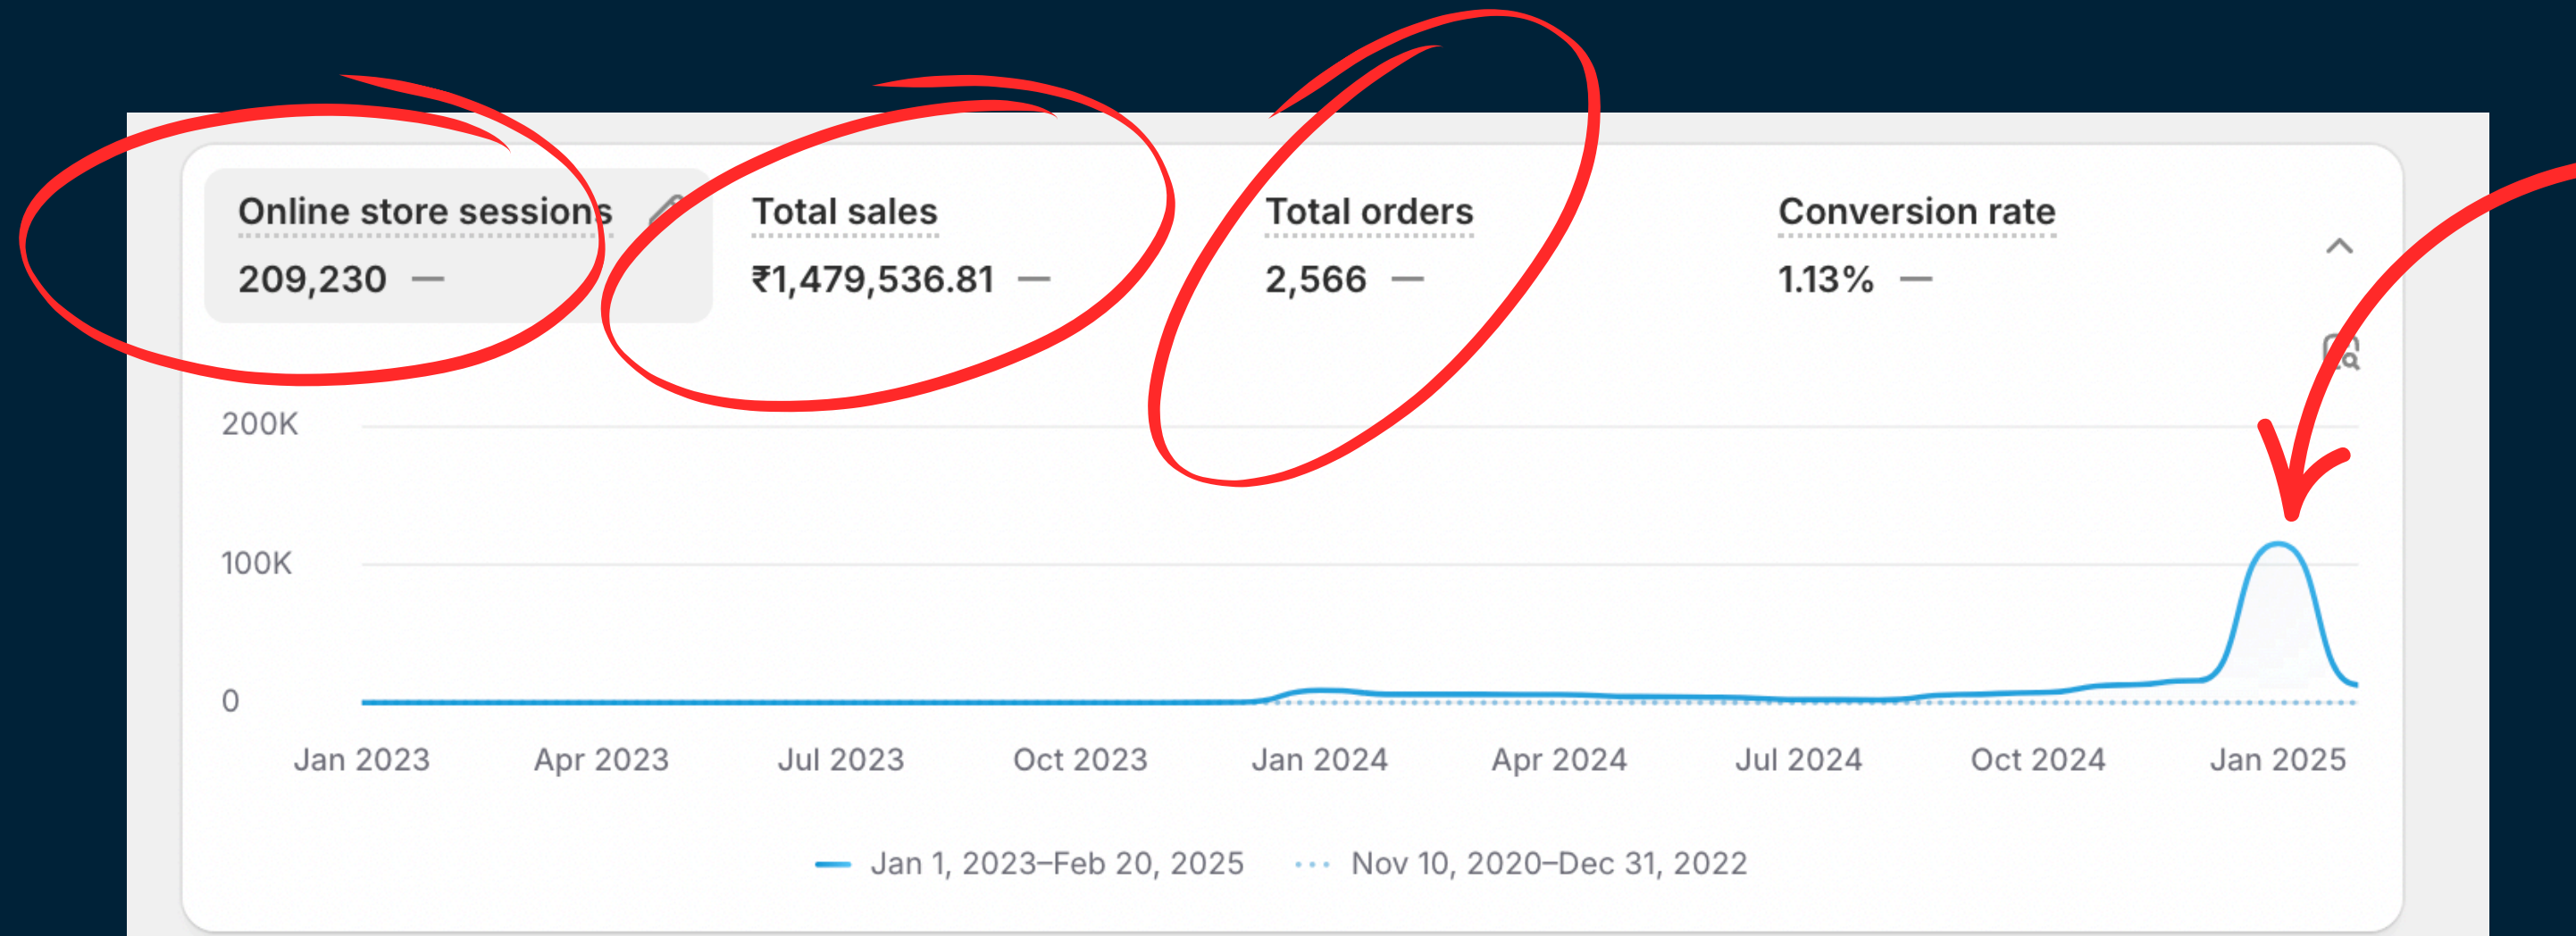 Online store sessions
209,230 —
Total sales
₹1,479,536.81 —
Total orders
2,566 —
Conversion rate
1.13% —
200K
100K
0
Jan 2023 Apr 2023 Jul 2023 Oct 2023 Jan 2024 Apr 2024 Jul 2024 Oct 2024 Jan 2025
Jan 1, 2023–Feb 20, 2025 Nov 10, 2020–Dec 31, 2022